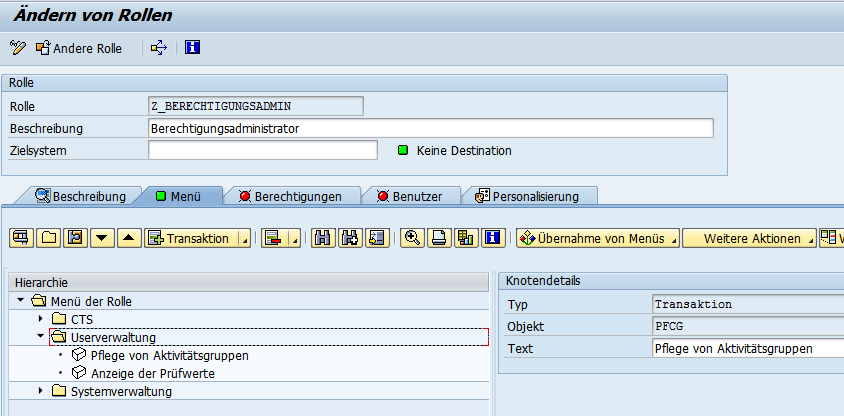 Ändern von Rollen
Andere Rolle
Rolle
Rolle Z_BERECHTIGUNGSADMIN
Beschreibung Berechtigungsadministrator
Zielsystem Keine Destination
Beschreibung Menü Berechtigungen Benutzer Personalisierung
Transaktion Übernahme von Menüs Weitere Aktionen
Hierarchie
Menü der Rolle
CTS
Userverwaltung
Pflege von Aktivitätsgruppen
Anzeige der Prüfwerte
Systemverwaltung
Knotendetails
Typ Transaktion
Objekt PFCG
Text Pflege von Aktivitätsgruppen